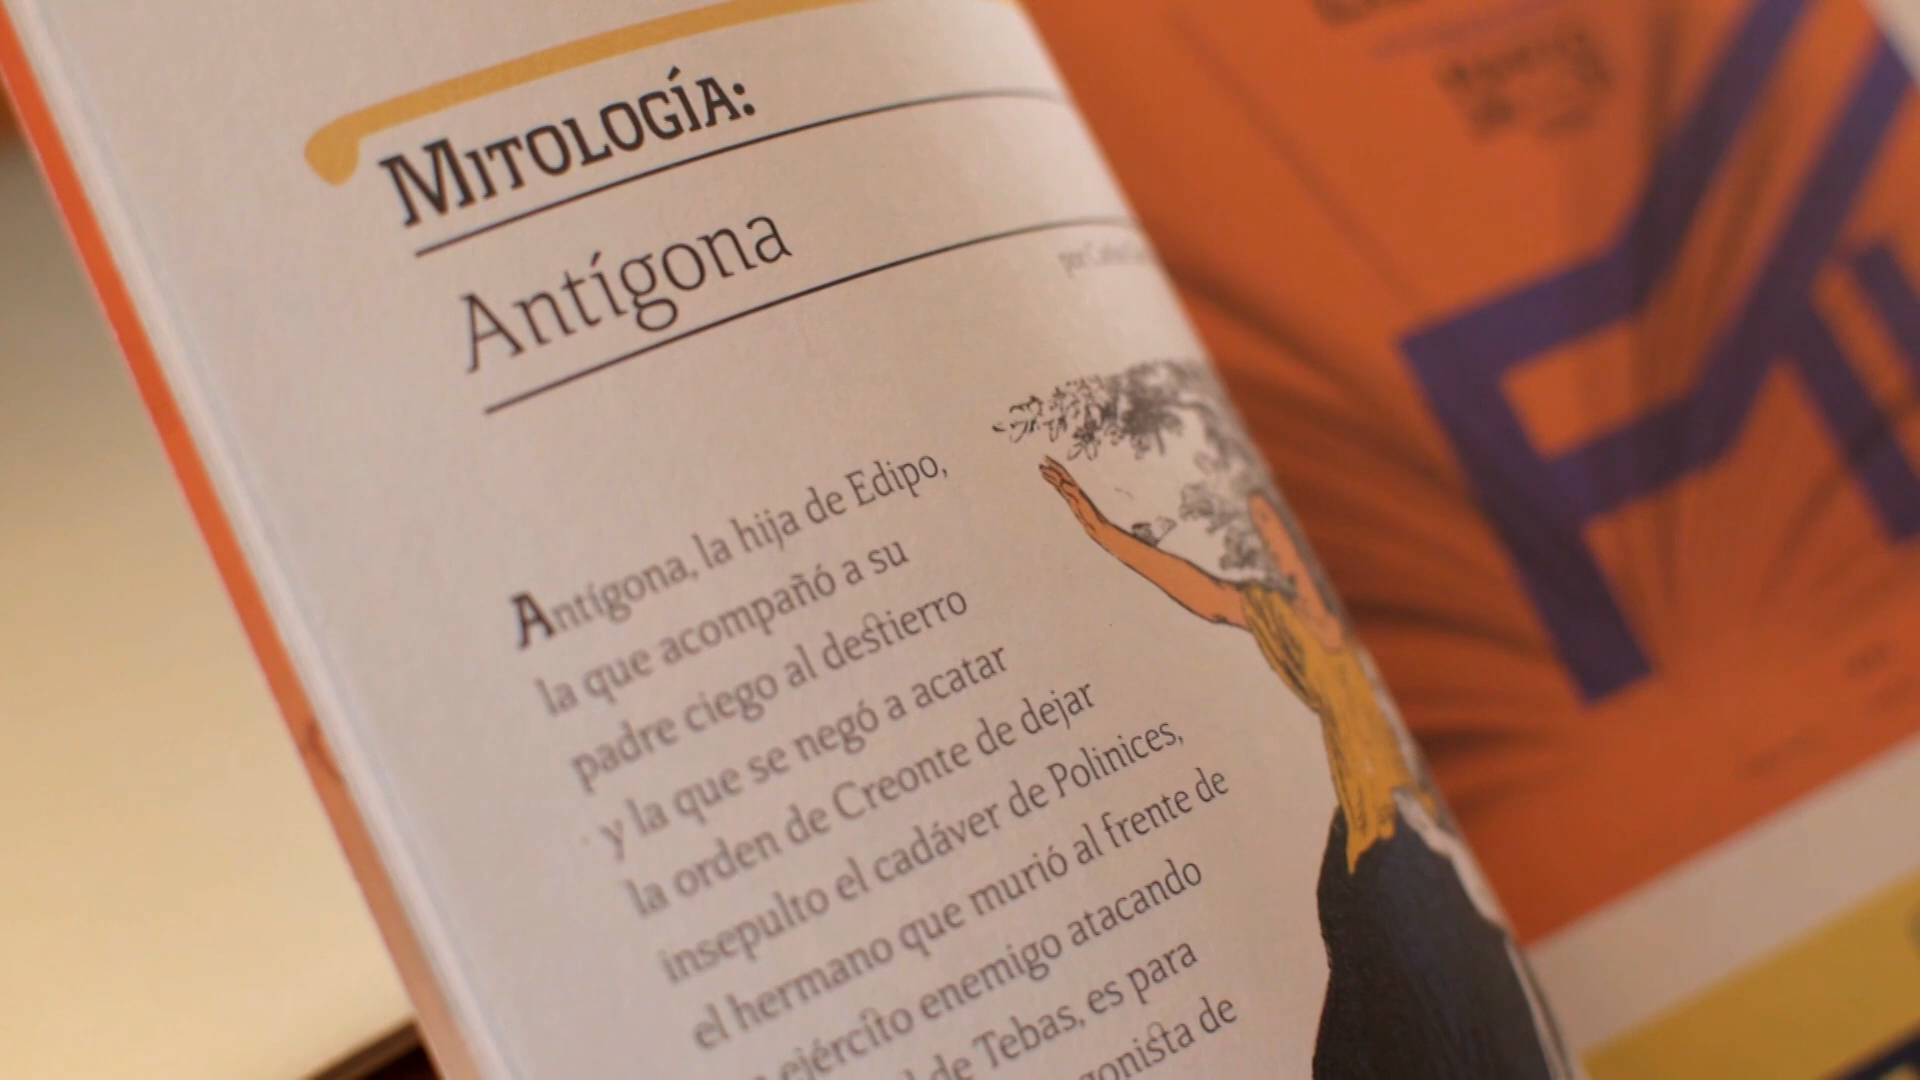 MITOLOGÍA:
Antígona
por
Antígona, la hija de Edipo,
la que acompañó a su
padre ciego al destierro
y la que se negó a acatar
la orden de Creonte de dejar
insepulto el cadáver de Polinices,
el hermano que murió al frente de
ejército enemigo atacando
de Tebas, es para
de